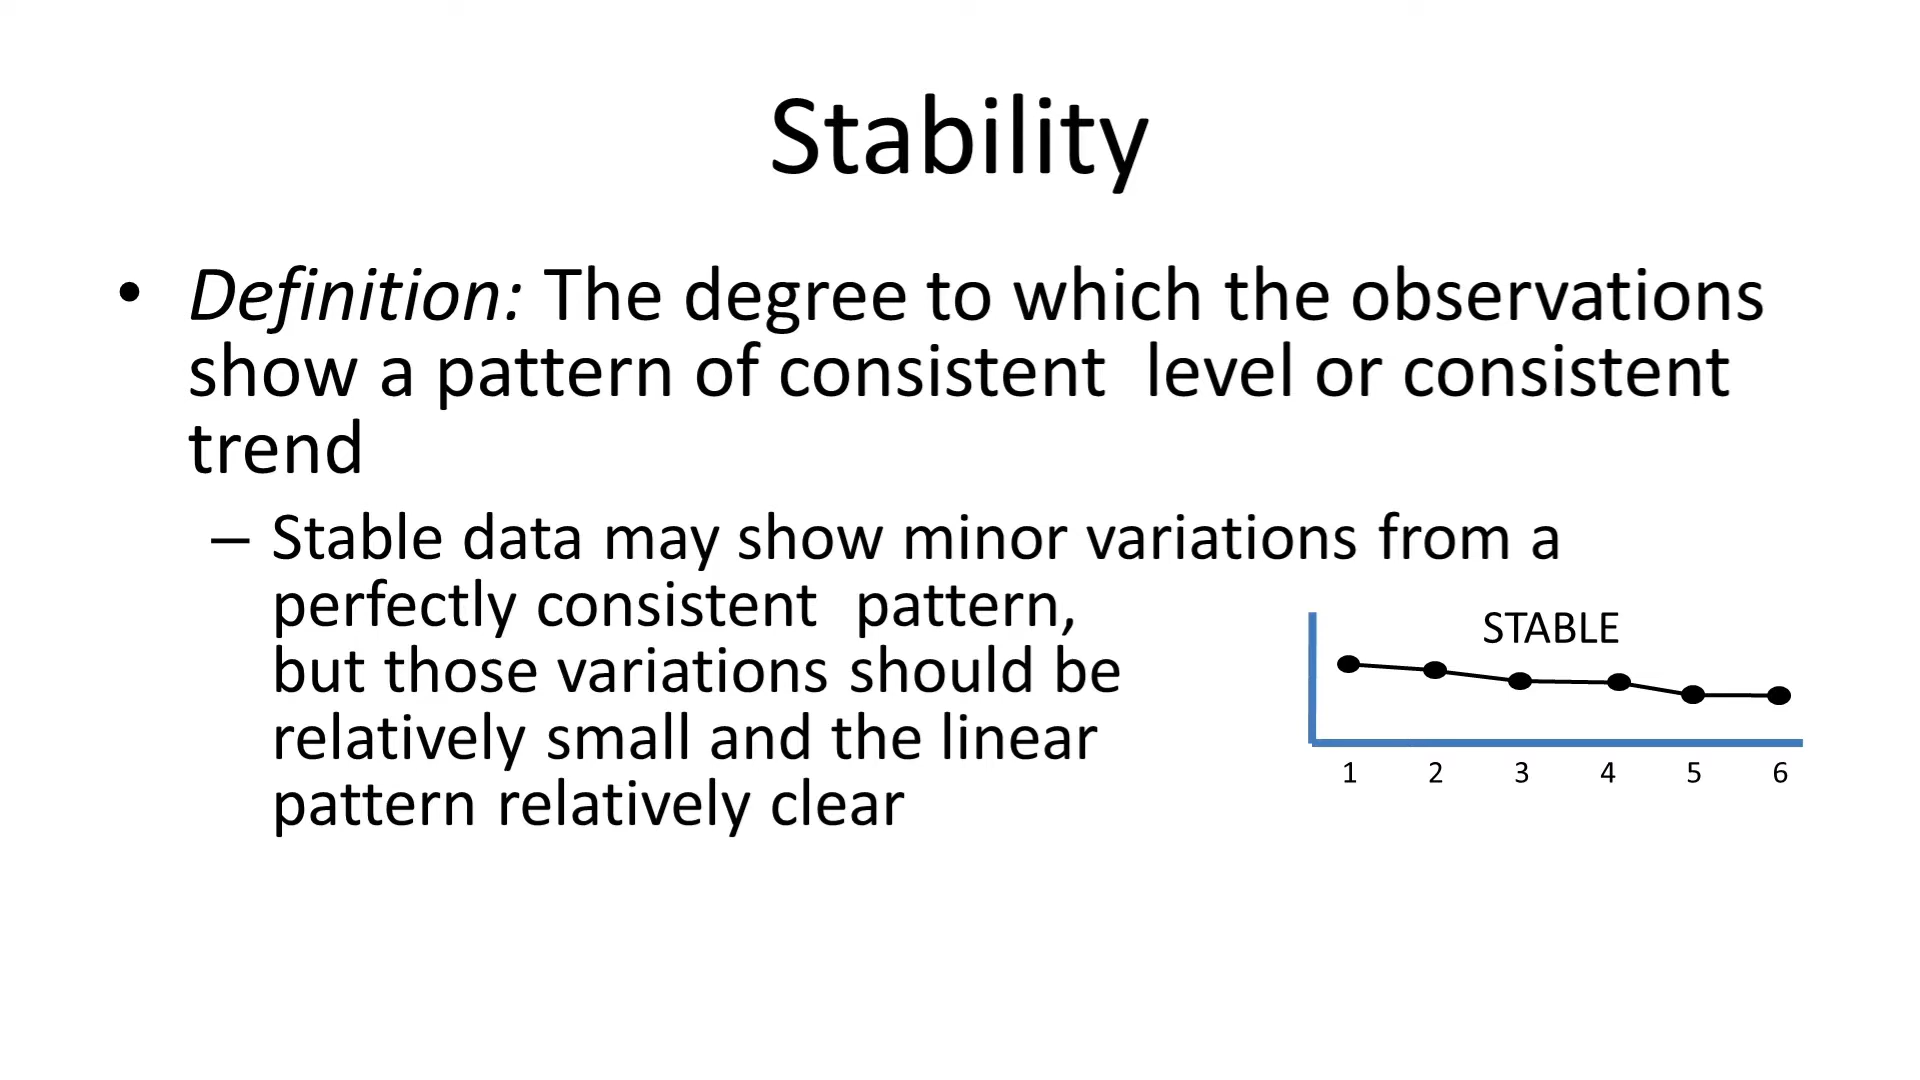 Stability
• Definition: The degree to which the observations
show a pattern of consistent  level or consistent
trend
– Stable data may show minor variations from a
perfectly consistent  pattern,
but those variations should be
relatively small and the linear
pattern relatively clear
STABLE
1 2 3 4 5 6